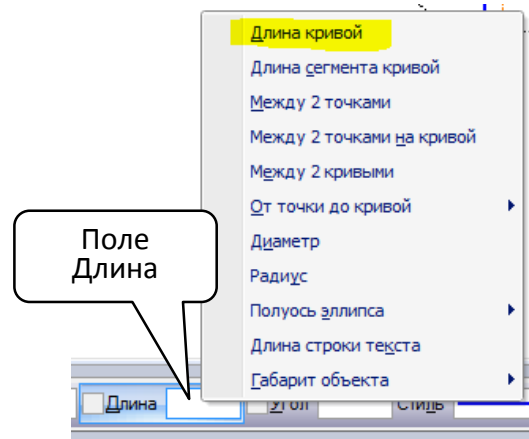 Длина кривой
Длина сегмента кривой
Между 2 точками
Между 2 точками на кривой
Между 2 кривыми
От точки до кривой
Диаметр
Радиус
Полуось эллипса
Длина строки текста
Габарит объекта
Поле
Длина
Длина Угол Стиль